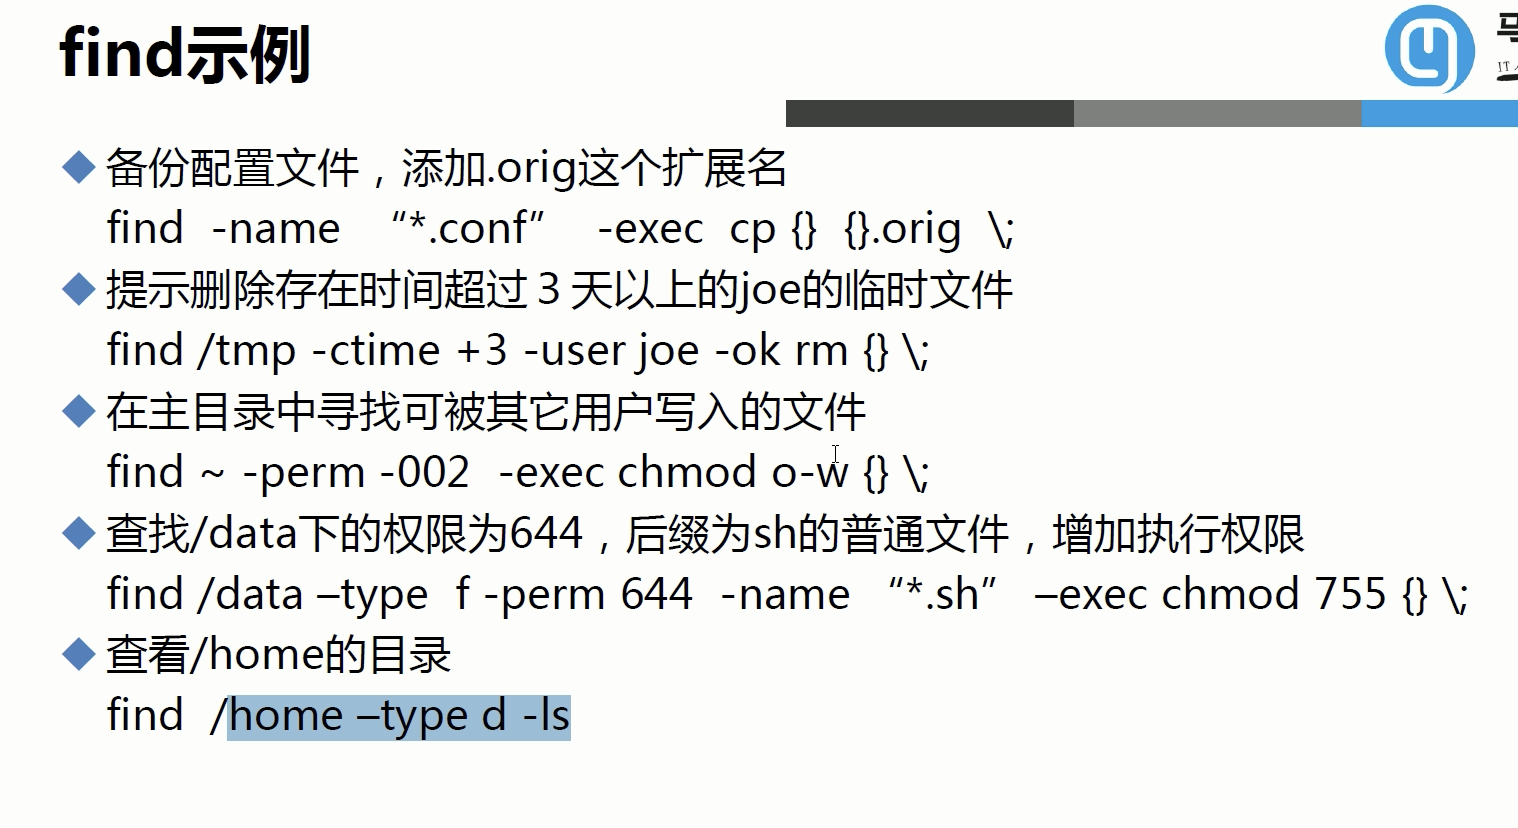 find示例
马
IT
备份配置文件，添加.orig这个扩展名
find -name “*.conf” -exec cp {} {}.orig \;
提示删除存在时间超过３天以上的joe的临时文件
find /tmp -ctime +3 -user joe -ok rm {} \;
在主目录中寻找可被其它用户写入的文件
find ~ -perm -002 -exec chmod o-w {} \;
查找/data下的权限为644，后缀为sh的普通文件，增加执行权限
find /data –type f -perm 644 -name “*.sh” –exec chmod 755 {} \;
查看/home的目录
find /home –type d -ls